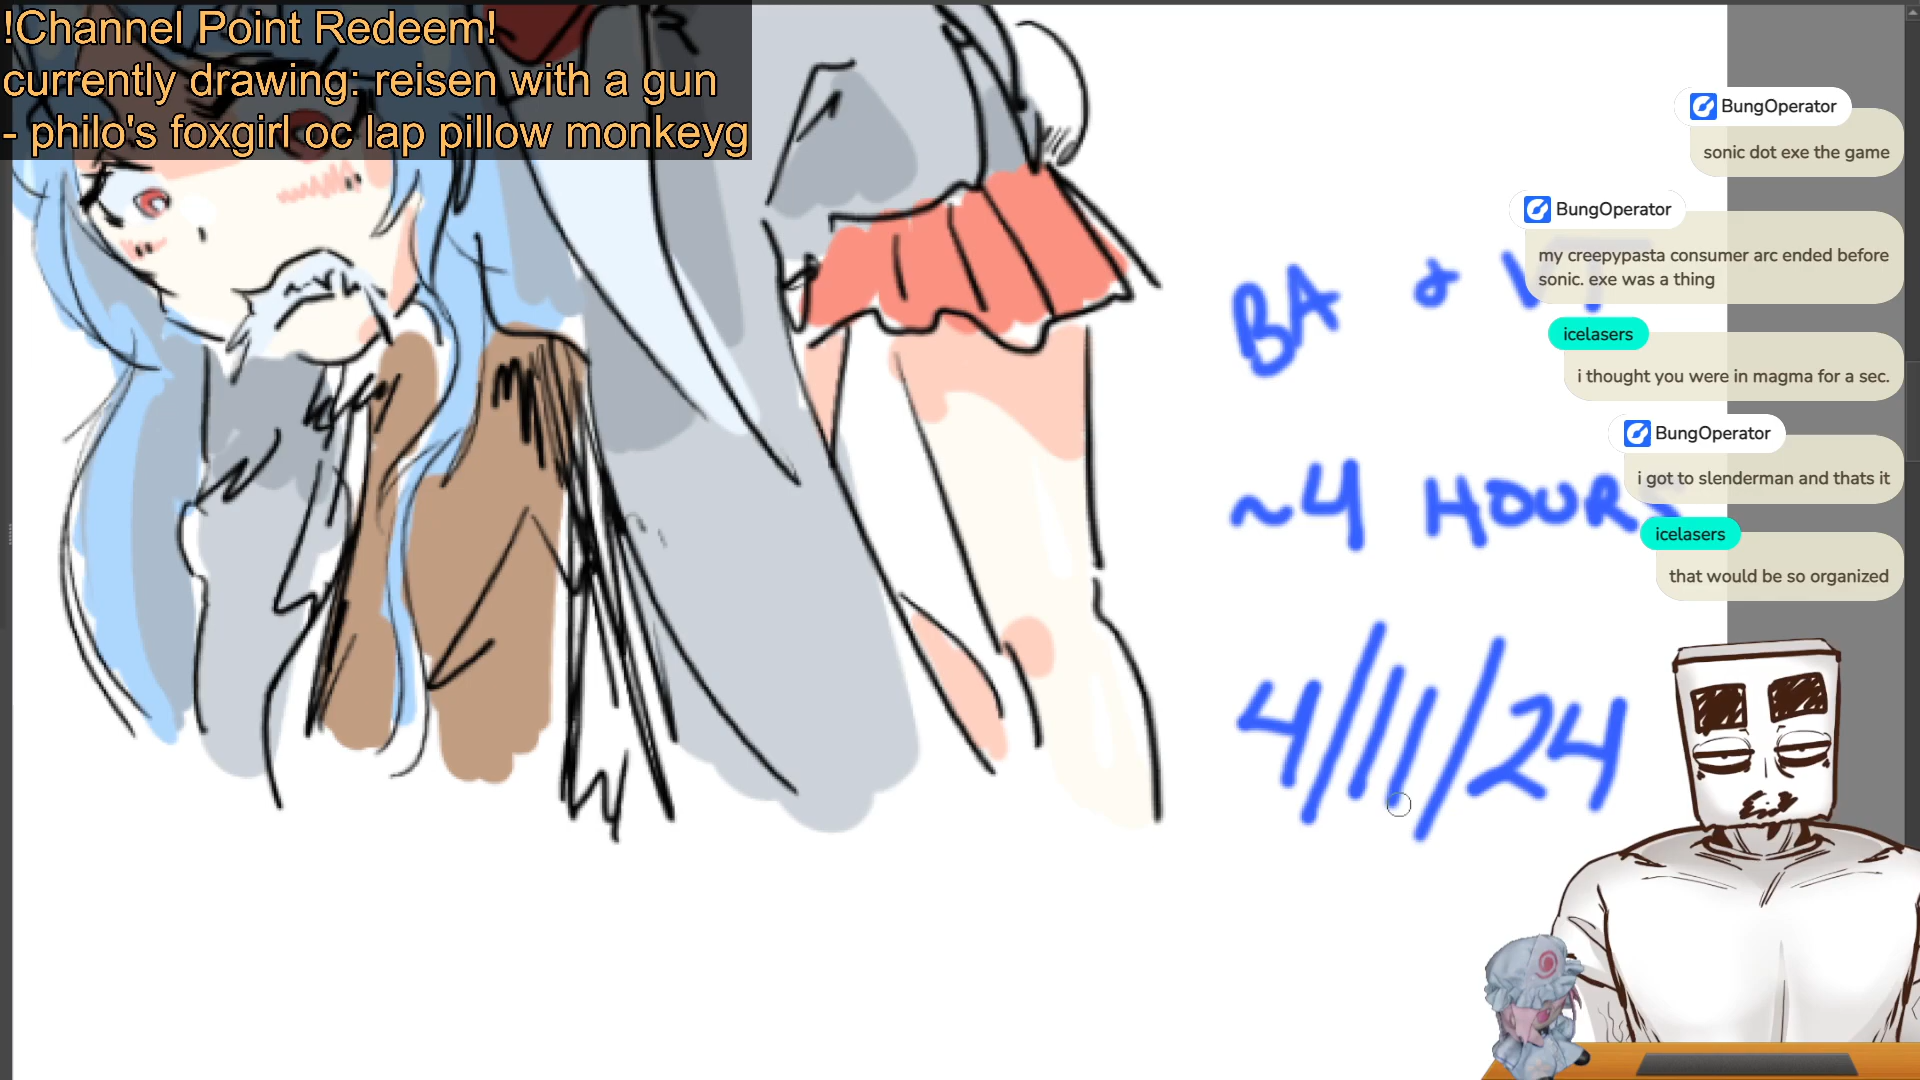 !Channel Point Redeem!
currently drawing: reisen with a gun
- philo's foxgirl oc lap pillow monkeyg
BungOperator
sonic dot exe the game
BungOperator
my creepypasta consumer arc ended before
sonic. exe was a thing
icelasers
i thought you were in magma for a sec.
BungOperator
i got to slenderman and thats it
icelasers
that would be so organized
BA &
~4 HOURS
4/11/24